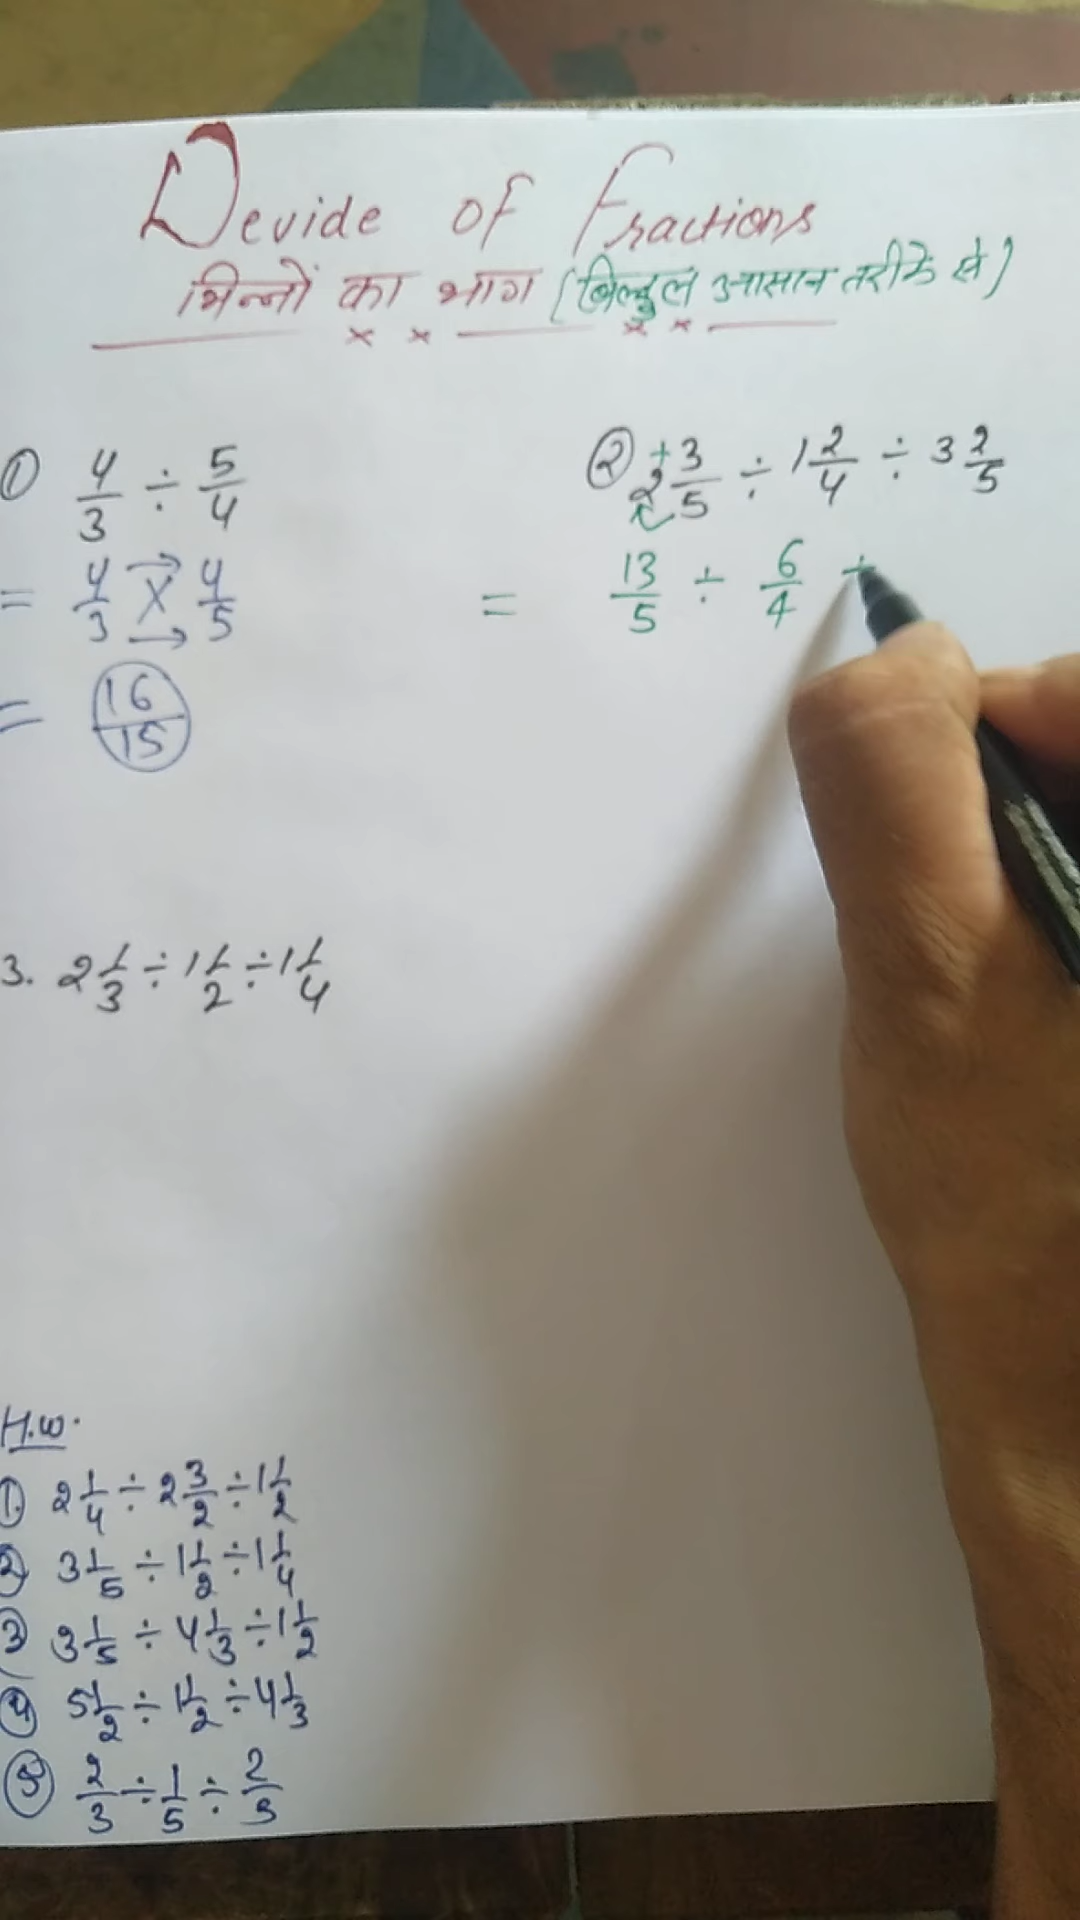 Devide of Fractions
भिन्नों का भाग (बिल्कुल आसान तरीके से)
① 4/3 ÷ 5/4
= 4/3 X 4/5
= 16/15
② 2 3/5 ÷ 1 2/4 ÷ 3 2/5
= 13/5 ÷ 6/4 ÷
3. 2 1/3 ÷ 1 1/2 ÷ 1 1/4
H.W.
① 2 1/4 ÷ 2 3/2 ÷ 1 1/2
② 3 1/5 ÷ 1 1/2 ÷ 1 1/4
③ 3 1/5 ÷ 4 1/3 ÷ 1 1/2
④ 5 1/2 ÷ 1 1/2 ÷ 4 1/3
⑤ 2/3 ÷ 1/5 ÷ 2/3